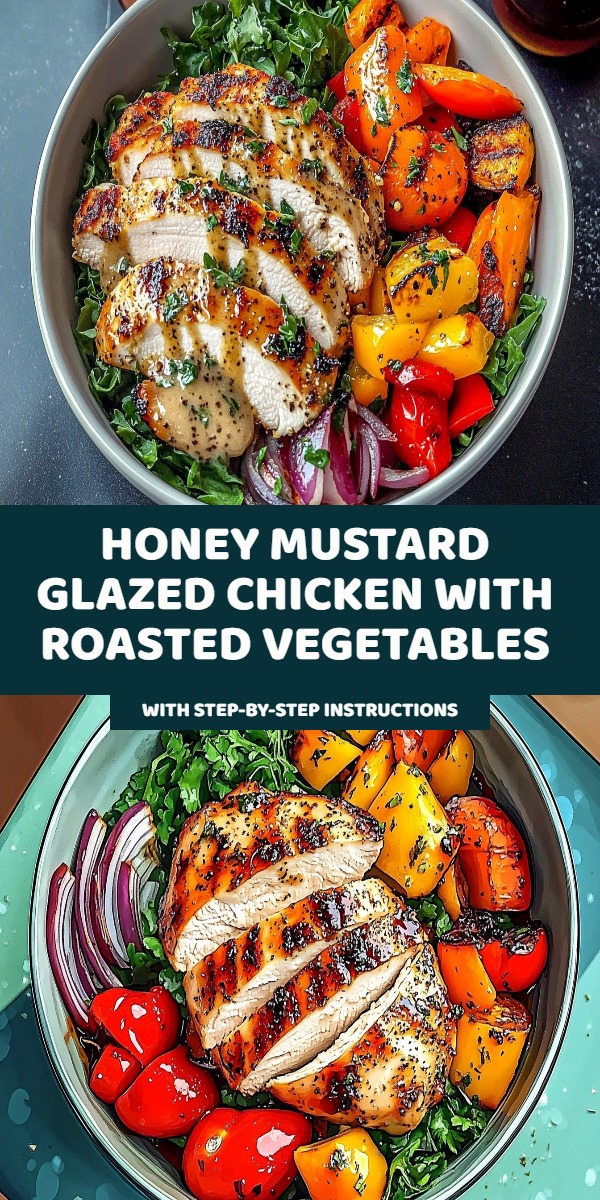 HONEY MUSTARD
GLAZED CHICKEN WITH
ROASTED VEGETABLES
WITH STEP-BY-STEP INSTRUCTIONS